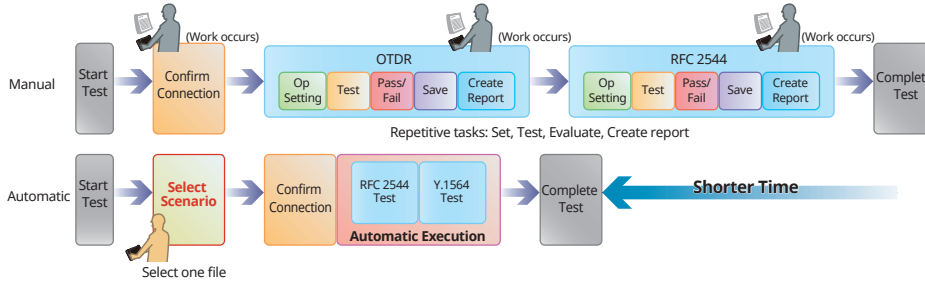 (Work occurs)
(Work occurs)
(Work occurs)
Manual
Start
Test
Confirm
Connection
OTDR
Op
Setting
Test
Pass/
Fail
Save
Create
Report
RFC 2544
Op
Setting
Test
Pass/
Fail
Save
Create
Report
Complete
Test
Repetitive tasks: Set, Test, Evaluate, Create report
Automatic
Start
Test
Select
Scenario
Confirm
Connection
RFC 2544
Test
Y.1564
Test
Automatic Execution
Complete
Test
Shorter Time
Select one file